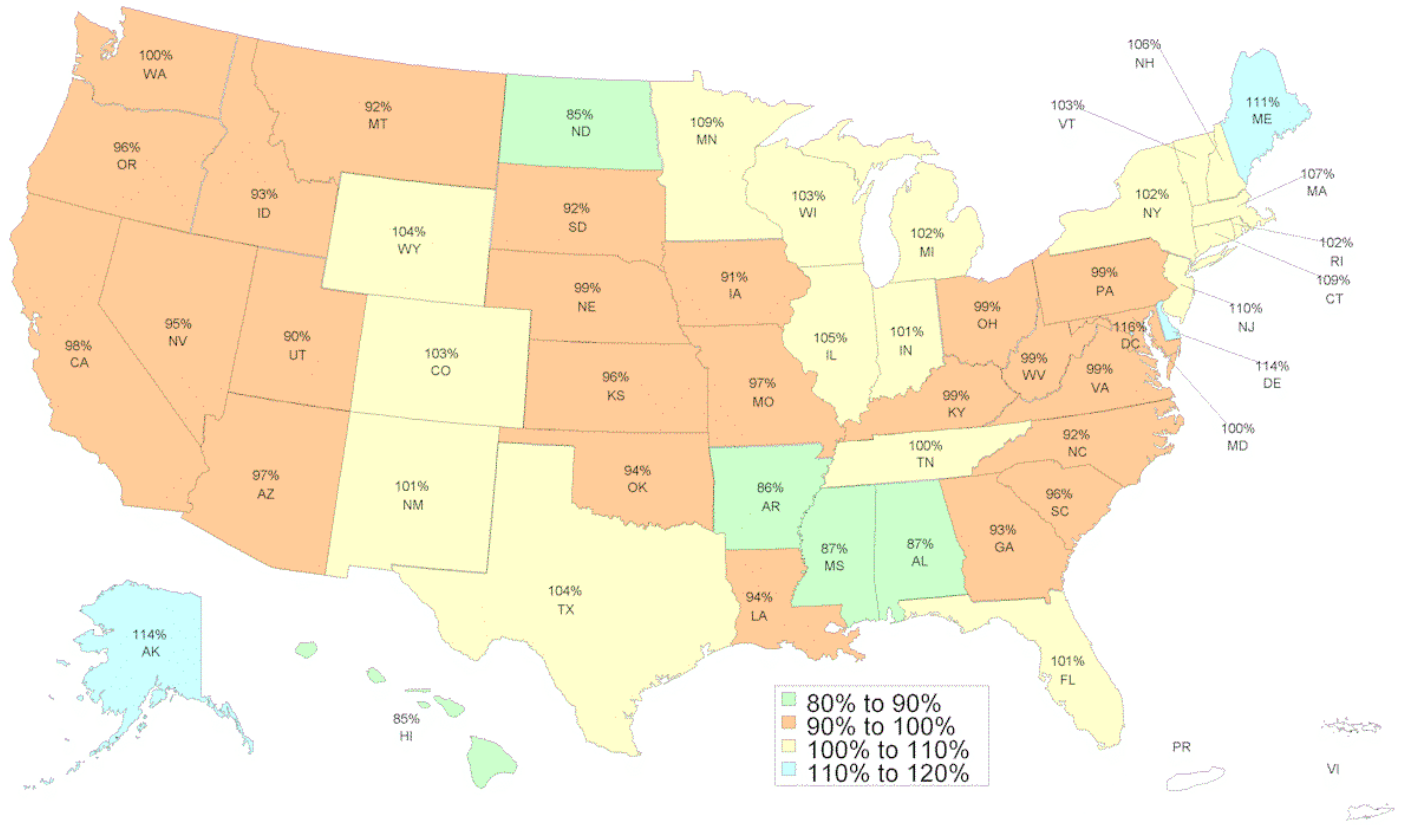 100%
WA
96%
OR
98%
CA
95%
NV
93%
ID
92%
MT
104%
WY
90%
UT
97%
AZ
103%
CO
101%
NM
85%
ND
92%
SD
99%
NE
96%
KS
94%
OK
104%
TX
109%
MN
91%
IA
97%
MO
86%
AR
94%
LA
103%
WI
105%
IL
102%
MI
101%
IN
99%
OH
99%
KY
100%
TN
87%
MS
87%
AL
93%
GA
101%
FL
96%
SC
92%
NC
99%
VA
99%
WV
116%
DC
99%
PA
102%
NY
103%
VT
106%
NH
111%
ME
107%
MA
102%
RI
109%
CT
110%
NJ
114%
DE
100%
MD
114%
AK
85%
HI
PR
VI
80% to 90%
90% to 100%
100% to 110%
110% to 120%